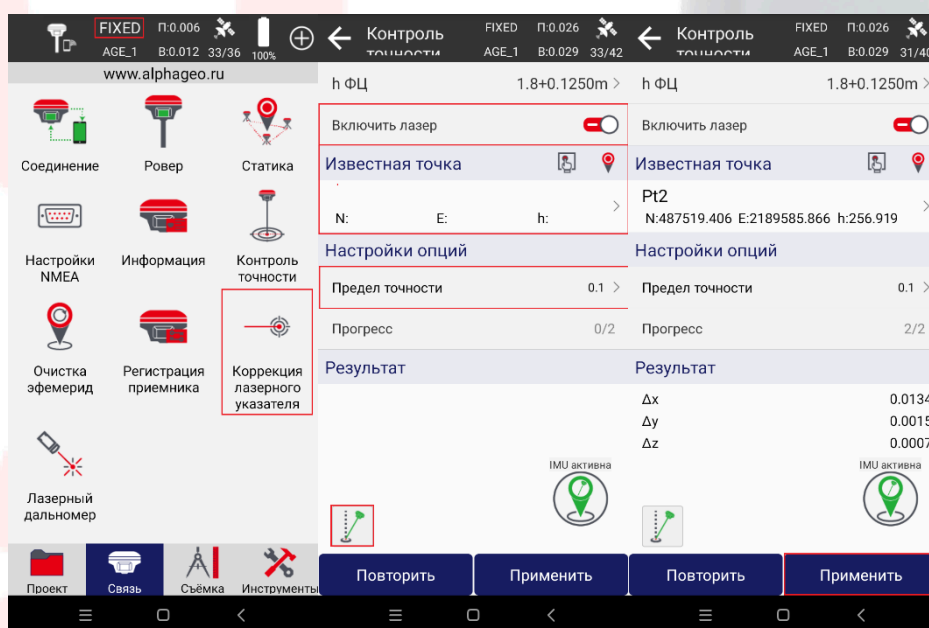 FIXED П:0.006
AGE_1 В:0.012 33/36 100%
www.alphageo.ru
Соединение Ровер Статика
Настройки NMEA
Информация
Контроль точности
Очистка эфемерид
Регистрация приемника
Коррекция лазерного указателя
Лазерный дальномер
Проект Связь Съёмка Инструменты
Контроль точности
FIXED П:0.026
AGE_1 В:0.029 33/42
h ФЦ 1.8+0.1250m >
Включить лазер
Известная точка
N: E: h: >
Настройки опций
Предел точности 0.1 >
Прогресс 0/2
Результат
IMU активна
Повторить Применить
Контроль точности
FIXED П:0.026
AGE_1 В:0.029 31/40
h ФЦ 1.8+0.1250m >
Включить лазер
Известная точка
Pt2
N:487519.406 E:2189585.866 h:256.919 >
Настройки опций
Предел точности 0.1 >
Прогресс 2/2
Результат
Δx 0.0134
Δy 0.0015
Δz 0.0007
IMU активна
Повторить Применить